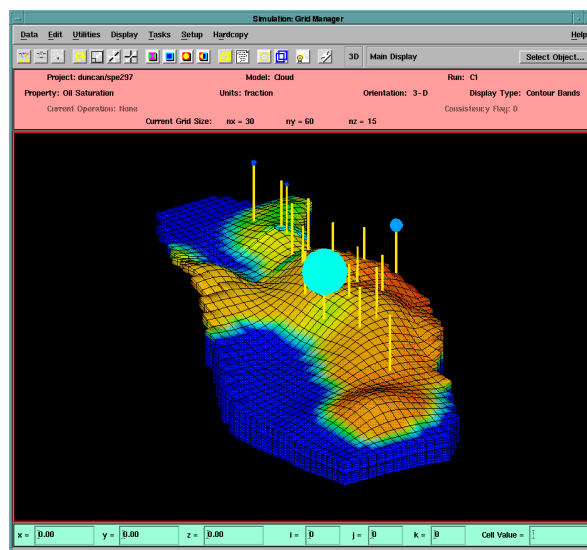 Simulation: Grid Manager
Data Edit Utilities Display Tasks Setup Hardcopy Help
3D Main Display Select Object...
Project: duncan/spe297 Model: Cloud Run: C1
Property: Oil Saturation Units: fraction Orientation: 3-D Display Type: Contour Bands
Current Operation: None Consistency Flag: 0
Current Grid Size: nx = 30 ny = 60 nz = 15
x = 0.00 y = 0.00 z = 0.00 i = 0 j = 0 k = 0 Cell Value =